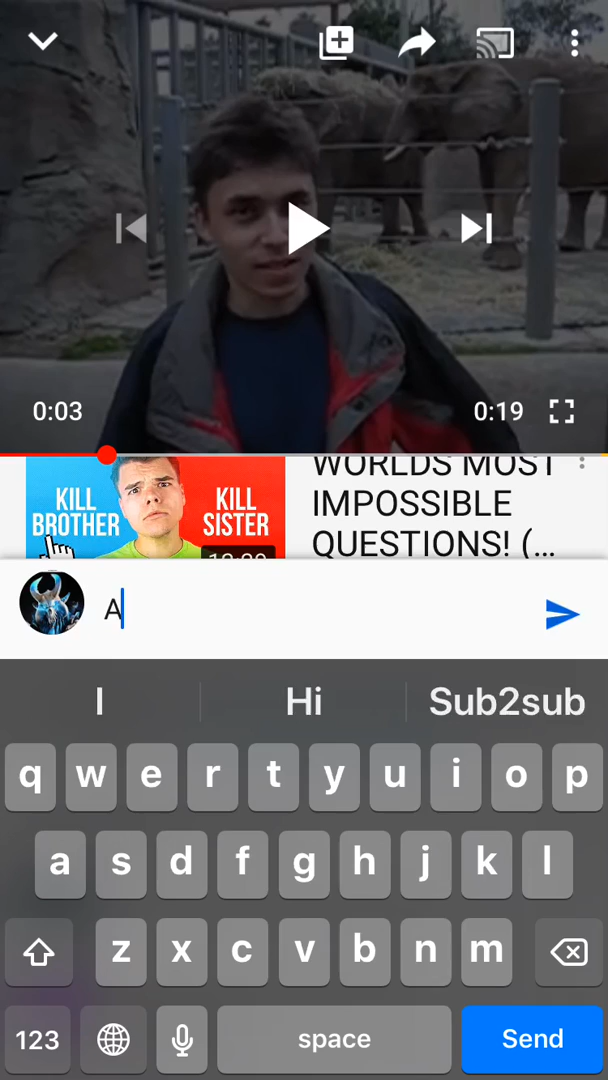 0:03
0:19
KILL
BROTHER
KILL
SISTER
WORLDS MOST
IMPOSSIBLE
QUESTIONS! (...
A
I
Hi
Sub2sub
q w e r t y u i o p
a s d f g h j k l
z x c v b n m
123
space
Send